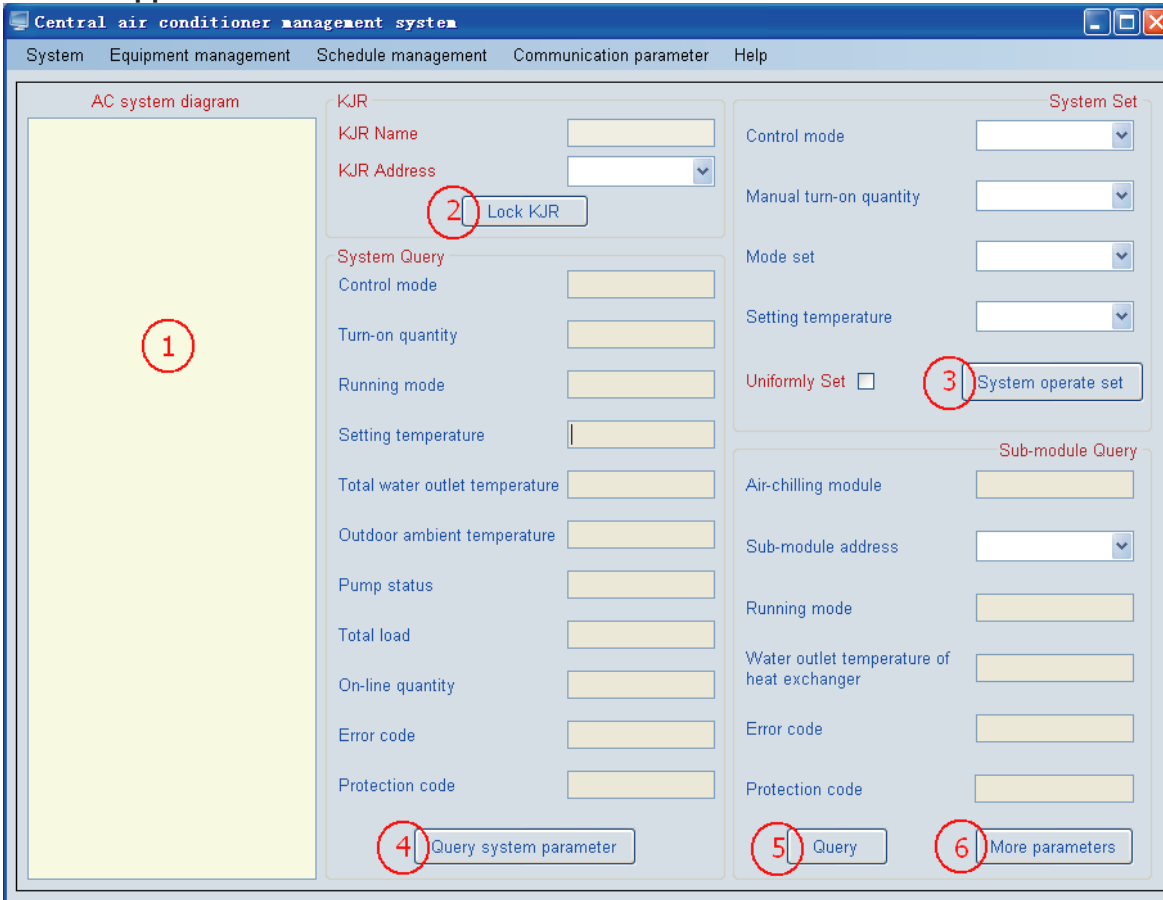 Central air conditioner management system
System Equipment management Schedule management Communication parameter Help
AC system diagram
1
KJR
KJR Name
KJR Address
2 Lock KJR
System Query
Control mode
Turn-on quantity
Running mode
Setting temperature
Total water outlet temperature
Outdoor ambient temperature
Pump status
Total load
On-line quantity
Error code
Protection code
4 Query system parameter
System Set
Control mode
Manual turn-on quantity
Mode set
Setting temperature
Uniformly Set
3 System operate set
Sub-module Query
Air-chilling module
Sub-module address
Running mode
Water outlet temperature of
heat exchanger
Error code
Protection code
5 Query
6 More parameters